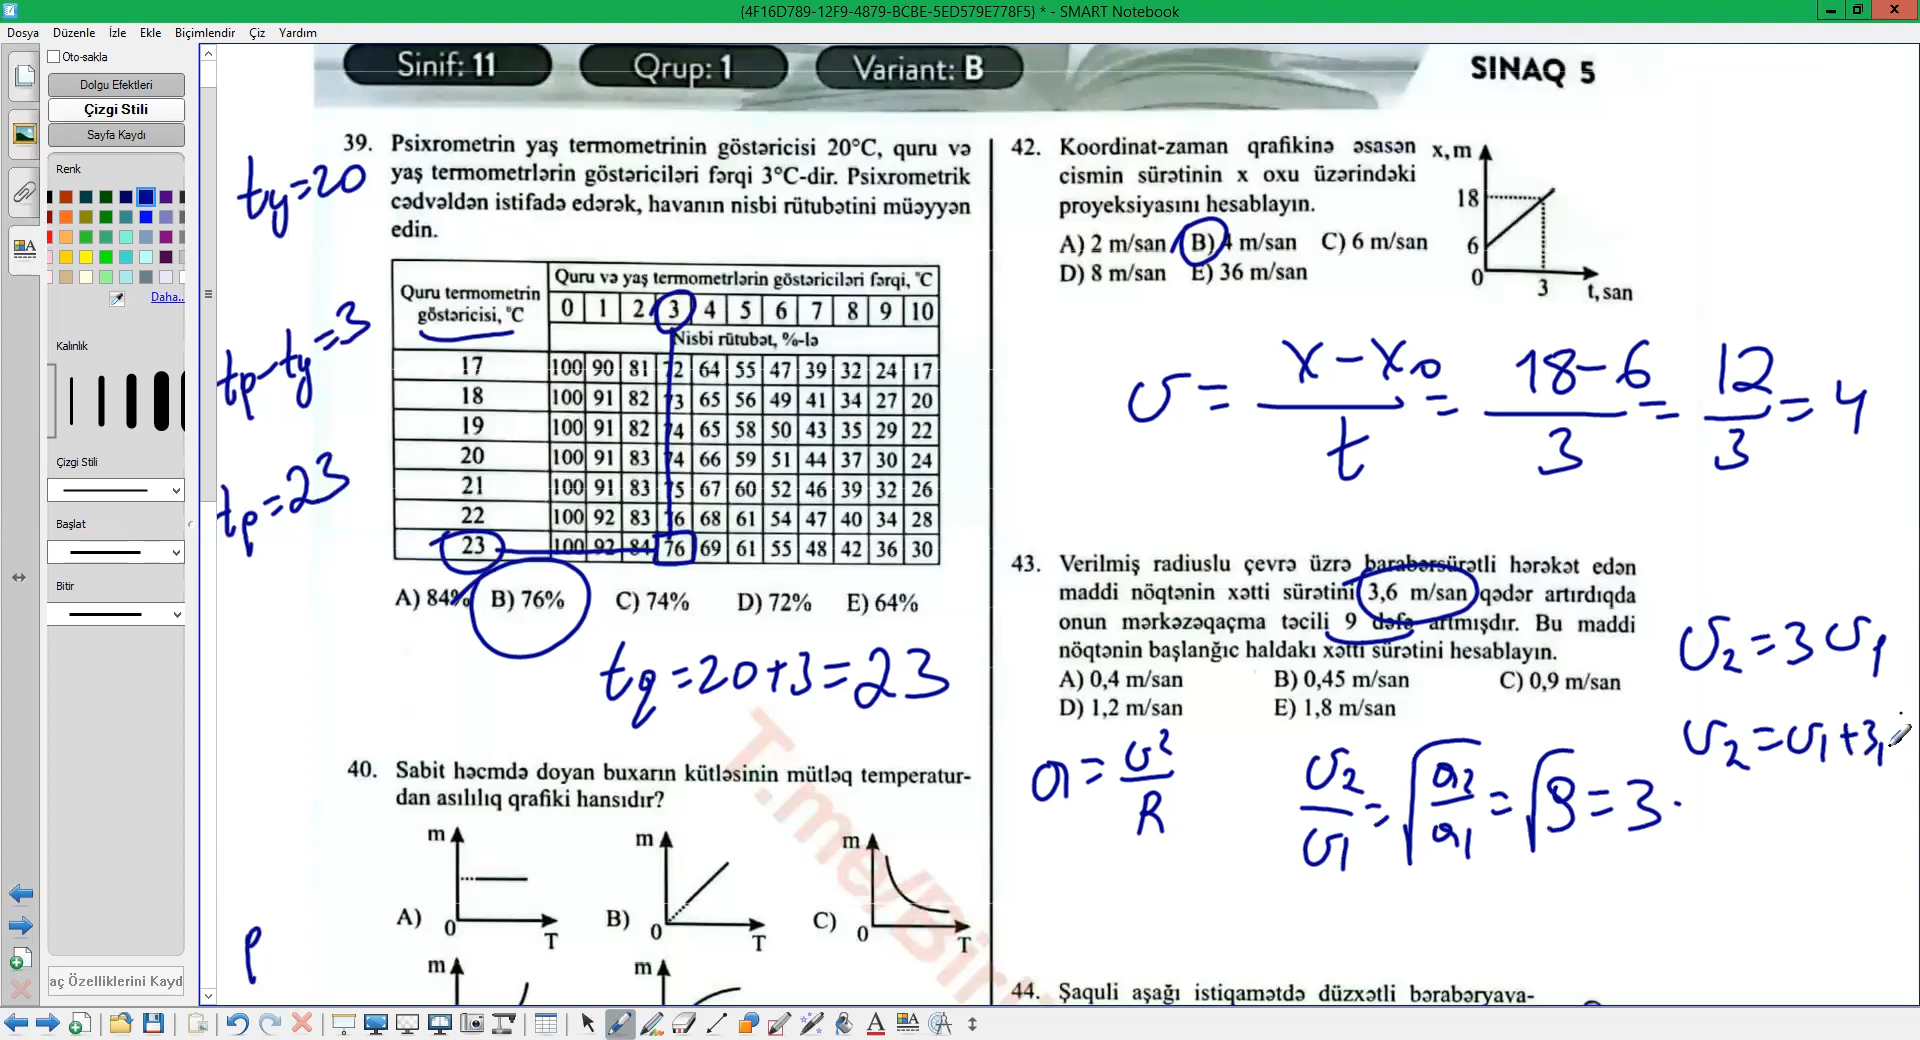 {4F16D789-12F9-4879-BCBE-5ED579E778F5} * - SMART Notebook
Dosya Düzenle İzle Ekle Biçimlendir Çiz Yardım
Oto-sakla
Dolgu Efektleri
Çizgi Stili
Sayfa Kaydı
Renk
Daha..
Kalınlık
Çizgi Stili
Başlat
Bitir
aç Özelliklerini Kayd
Sinif: 11 Qrup: 1 Variant: B SINAQ 5
39. Psixrometrin yaş termometrinin göstəricisi 20°C, quru və
yaş termometrlərin göstəriciləri fərqi 3°C-dir. Psixrometrik
cədvəldən istifadə edərək, havanın nisbi rütubətini müəyyən
edin.
ty=20
tp-ty=3
tp=23
Quru termometrin
göstəricisi, °C
Quru və yaş termometrlərin göstəriciləri fərqi, °C
0 1 2 3 4 5 6 7 8 9 10
Nisbi rütubət, %-lə
17 100 90 81 72 64 55 47 39 32 24 17
18 100 91 82 73 65 56 49 41 34 27 20
19 100 91 82 74 65 58 50 43 35 29 22
20 100 91 83 74 66 59 51 44 37 30 24
21 100 91 83 75 67 60 52 46 39 32 26
22 100 92 83 76 68 61 54 47 40 34 28
23 100 92 84 76 69 61 55 48 42 36 30
A) 84% B) 76% C) 74% D) 72% E) 64%
tq=20+3=23
40. Sabit həcmdə doyan buxarın kütləsinin mütləq temperatur-
dan asılılıq qrafiki hansıdır?
m m m
A) 0 T B) 0 T C) 0 T
m m
P
T.me/Biri
42. Koordinat-zaman qrafikinə əsasən
cismin sürətinin x oxu üzərindəki
proyeksiyasını hesablayın.
A) 2 m/san B) 4 m/san C) 6 m/san
D) 8 m/san E) 36 m/san
x, m
18
6
0 3 t, san
υ = x-x0 / t = 18-6 / 3 = 12 / 3 = 4
43. Verilmiş radiuslu çevrə üzrə bərabərsürətli hərəkət edən
maddi nöqtənin xətti sürətini 3,6 m/san qədər artırdıqda
onun mərkəzəqaçma təcili 9 dəfə artmışdır. Bu maddi
nöqtənin başlanğıc haldakı xətti sürətini hesablayın.
A) 0,4 m/san B) 0,45 m/san C) 0,9 m/san
D) 1,2 m/san E) 1,8 m/san
υ2=3υ1
υ2=υ1+3,
a = υ² / R
υ2 / υ1 = √a2 / a1 = √9 = 3
44. Şaquli aşağı istiqamətdə düzxətli bərabəryava-